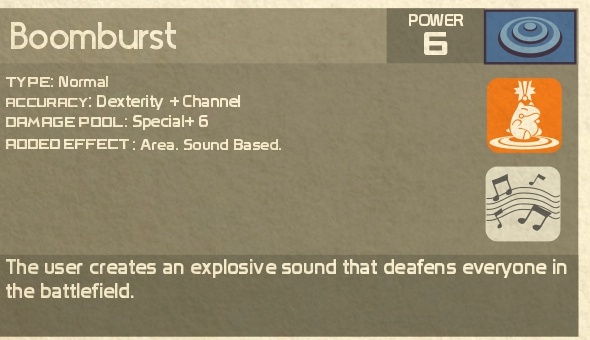 Boomburst
POWER
6
TYPE: Normal
ACCURACY: Dexterity + Channel
DAMAGE POOL: Special+ 6
ADDED EFFECT: Area. Sound Based.
The user creates an explosive sound that deafens everyone in
the battlefield.